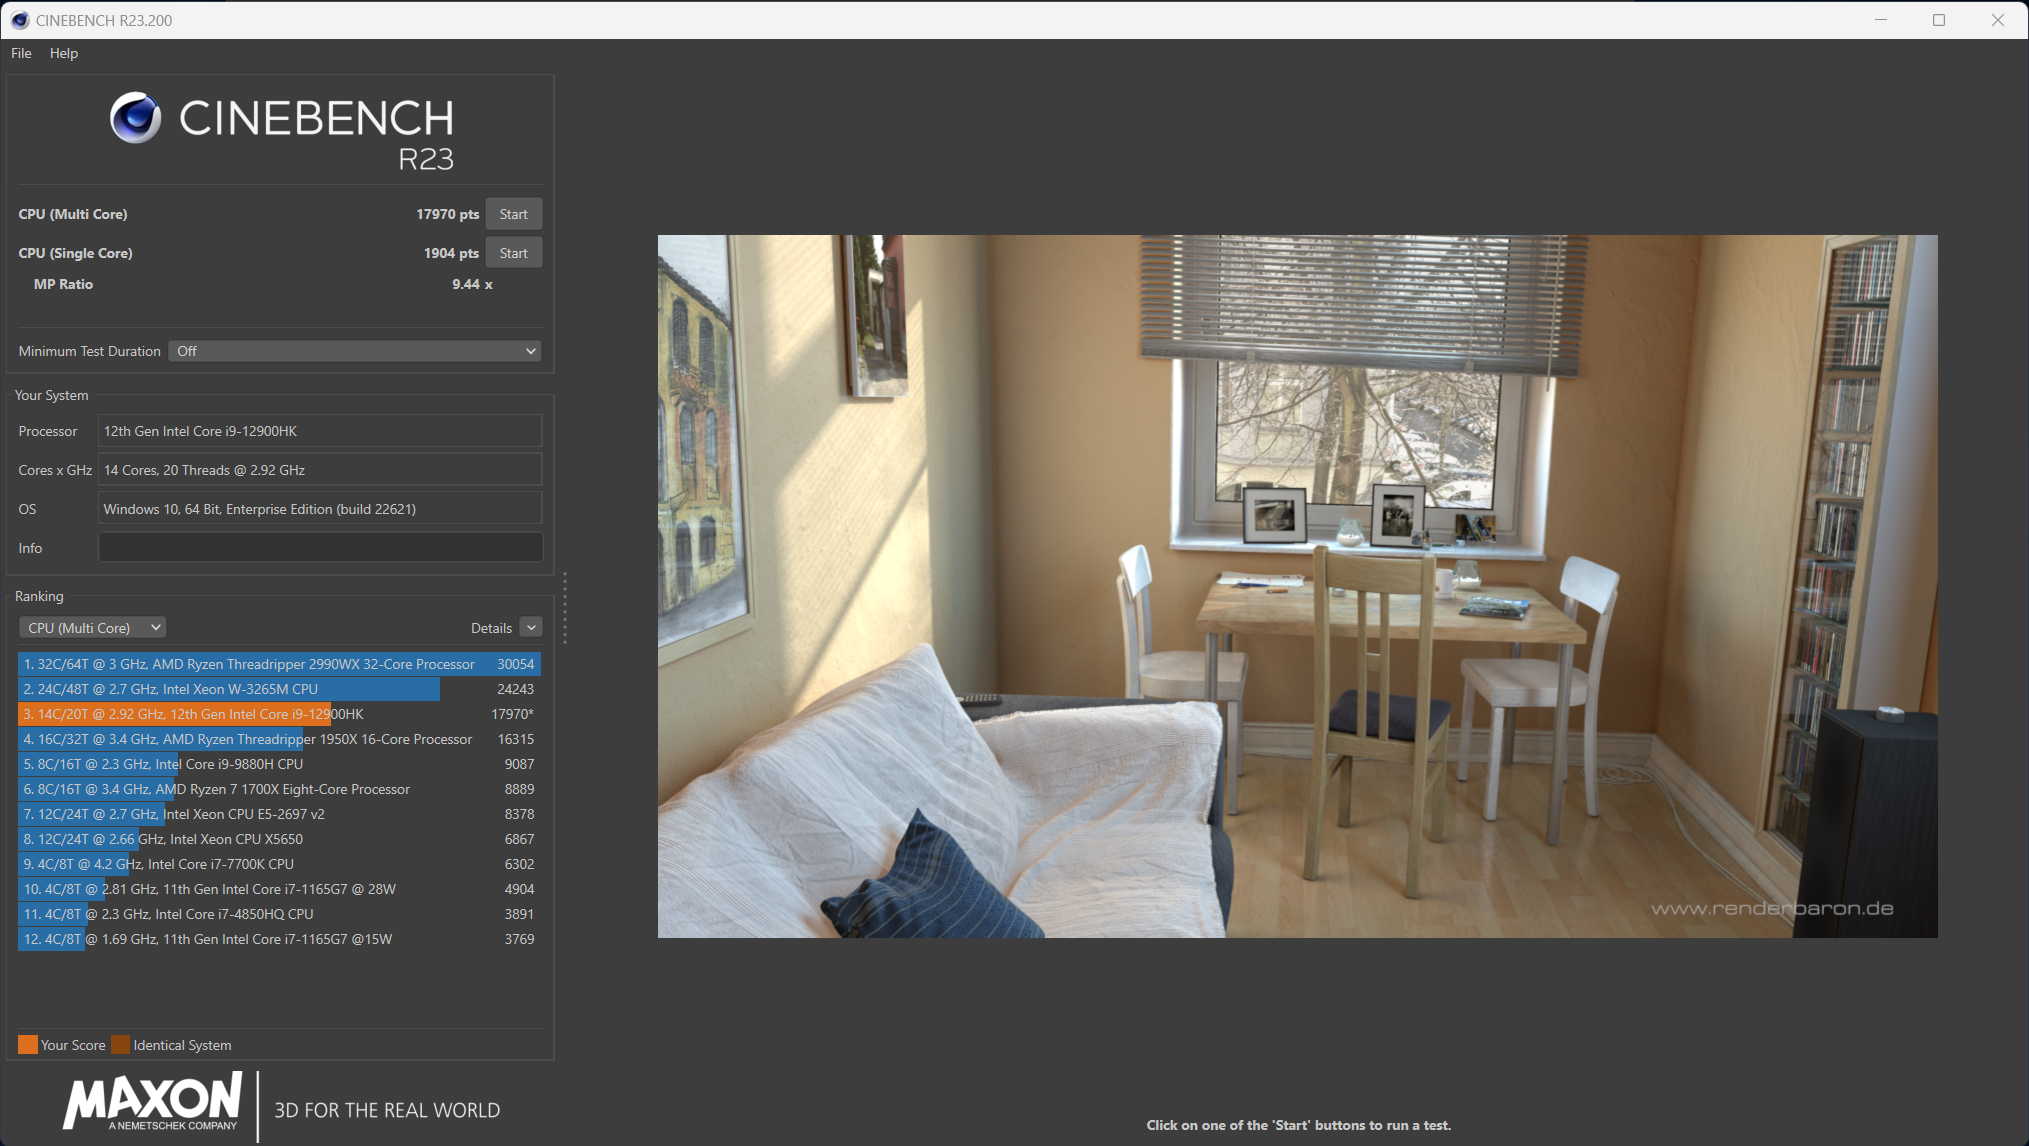 CINEBENCH R23.200
File Help
CINEBENCH
R23
CPU (Multi Core) 17970 pts Start
CPU (Single Core) 1904 pts Start
MP Ratio 9.44 x
Minimum Test Duration Off
Your System
Processor 12th Gen Intel Core i9-12900HK
Cores x GHz 14 Cores, 20 Threads @ 2.92 GHz
OS Windows 10, 64 Bit, Enterprise Edition (build 22621)
Info
Ranking
CPU (Multi Core) Details
1. 32C/64T @ 3 GHz, AMD Ryzen Threadripper 2990WX 32-Core Processor 30054
2. 24C/48T @ 2.7 GHz, Intel Xeon W-3265M CPU 24243
3. 14C/20T @ 2.92 GHz, 12th Gen Intel Core i9-12900HK 17970*
4. 16C/32T @ 3.4 GHz, AMD Ryzen Threadripper 1950X 16-Core Processor 16315
5. 8C/16T @ 2.3 GHz, Intel Core i9-9880H CPU 9087
6. 8C/16T @ 3.4 GHz, AMD Ryzen 7 1700X Eight-Core Processor 8889
7. 12C/24T @ 2.7 GHz, Intel Xeon CPU E5-2697 v2 8378
8. 12C/24T @ 2.66 GHz, Intel Xeon CPU X5650 6867
9. 4C/8T @ 4.2 GHz, Intel Core i7-7700K CPU 6302
10. 4C/8T @ 2.81 GHz, 11th Gen Intel Core i7-1165G7 @ 28W 4904
11. 4C/8T @ 2.3 GHz, Intel Core i7-4850HQ CPU 3891
12. 4C/8T @ 1.69 GHz, 11th Gen Intel Core i7-1165G7 @15W 3769
Your Score Identical System
MAXON
A NEMETSCHEK COMPANY
3D FOR THE REAL WORLD
www.renderbaron.de
Click on one of the 'Start' buttons to run a test.